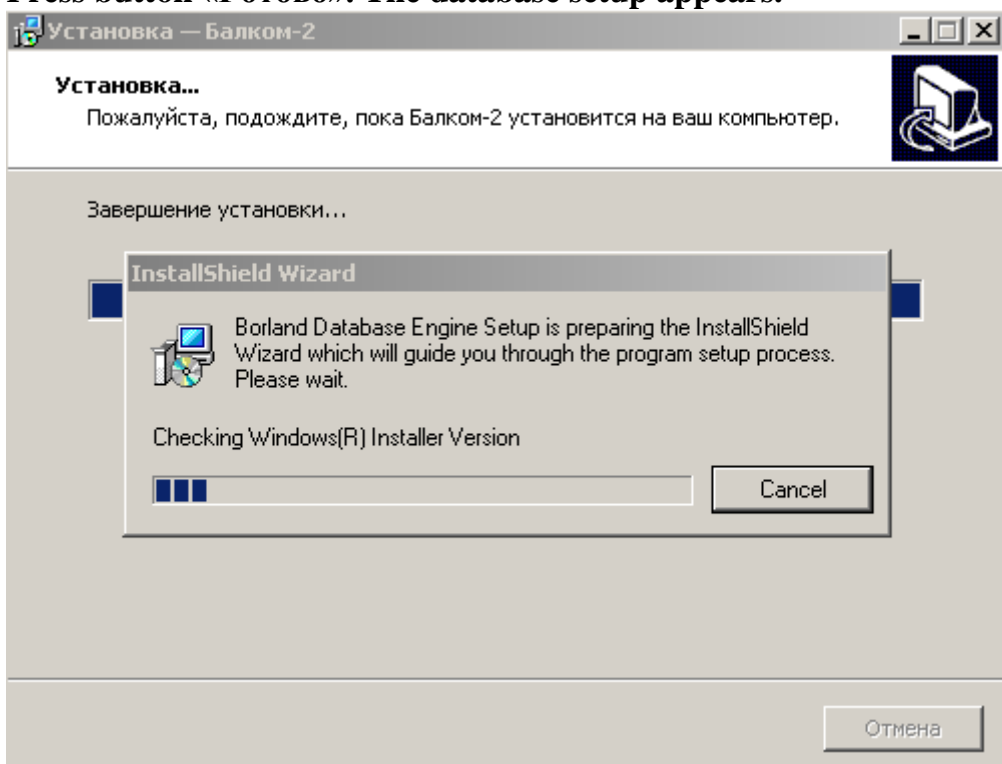 Press button «Готово». The database setup appears.
Установка — Балком-2
Установка...
Пожалуйста, подождите, пока Балком-2 установится на ваш компьютер.
Завершение установки...
InstallShield Wizard
Borland Database Engine Setup is preparing the InstallShield
Wizard which will guide you through the program setup process.
Please wait.
Checking Windows(R) Installer Version
Cancel
Отмена